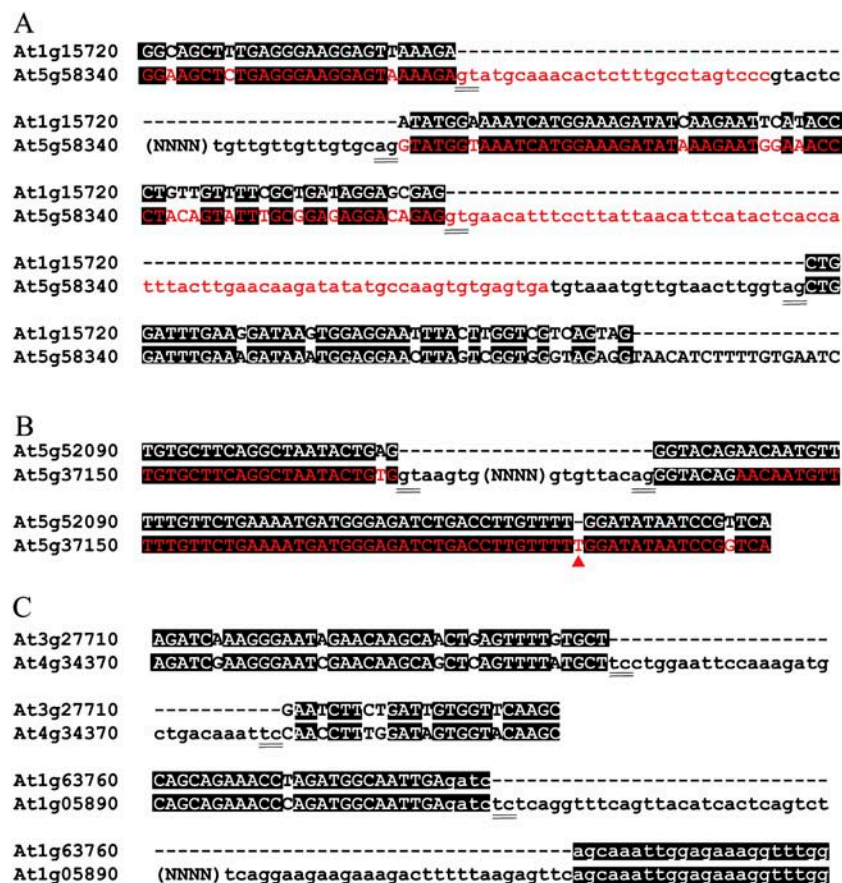 A
At1g15720 GGCAGCTTTGAGGGAAGGAGTTAAAGA---------------------------------
At5g58340 GGAAGCTCTGAGGGAAGGAGTAAAAGAgtatgcaaacactctttgcctagtcccgtactc
At1g15720 ----------------------ATATGGAAAATCATGGAAAGATATCAAGAATTCATACC
At5g58340 (NNNN)tgttgttgttgtgcagGTATGGTAAATCATGGAAAGATATAAAGAATGGAAACC
At1g15720 CTGTTGTTTTCGCTGATAGGAGCGAG----------------------------------
At5g58340 CTACAGTATTTGCGGAGAGGACAGAGgtgaacatttccttattaacattcatactcacca
At1g15720 ---------------------------------------------------------CTG
At5g58340 tttacttgaacaagatatatgccaagtgtgagtgatgtaaatgttgtaacttggtagCTG
At1g15720 GATTTGAAGGATAAGTGGAGGAATTTACTTGGTCGTCAGTAG------------------
At5g58340 GATTTGAAAGATAAATGGAGGAACTTAGTCGGTGGGTAGAGGTAACATCTTTTGTGAATC
B
At5g52090 TGTGCTTCAGGCTAATACTGAG----------------------GGTACAGAACAATGTT
At5g37150 TGTGCTTCAGGCTAATACTGTGgtaagtg(NNNN)gtgttacagGGTACAGAACAATGTT
At5g52090 TTTGTTCTGAAAATGATGGGAGATCTGACCTTGTTTT-GGATATAATCCGTTCA
At5g37150 TTTGTTCTGAAAATGATGGGAGATCTGACCTTGTTTTTGGATATAATCCGGTCA
C
At3g27710 AGATCAAAGGGAATAGAACAAGCAACTGAGTTTTGTGCT-------------------
At4g34370 AGATCGAAGGGAATCGAACAAGCAGCTCAGTTTTATGCTtcctggaattccaaagatg
At3g27710 -----------GAATCTTCTGATTGTGGTTCAAGC
At4g34370 ctgacaaattcCAACCTTTGGATAGTGGTACAAGC
At1g63760 CAGCAGAAACCTAGATGGCAATTGAgatc-----------------------------
At1g05890 CAGCAGAAACCCAGATGGCAATTGAgatctctcaggtttcagttacatcactcagtct
At1g63760 ------------------------------------agcaaattggagaaaggtttgg
At1g05890 (NNNN)tcaggaagaagaaagactttttaagagttcagcaaattggagaaaggtttgg